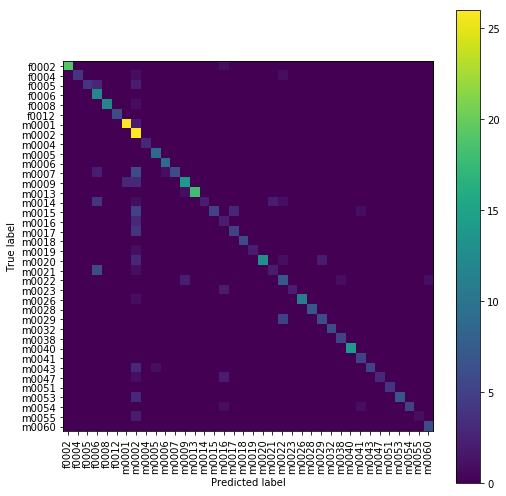 25
20
15
10
5
0
True label
f0002
f0004
f0005
f0006
f0008
f0012
m0001
m0002
m0004
m0005
m0006
m0007
m0009
m0013
m0014
m0015
m0016
m0017
m0018
m0019
m0020
m0021
m0022
m0023
m0026
m0028
m0029
m0032
m0038
m0040
m0041
m0043
m0047
m0051
m0053
m0054
m0055
m0060
f0002
f0004
f0005
f0006
f0008
f0012
m0001
m0002
m0004
m0005
m0006
m0007
m0009
m0013
m0014
m0015
m0016
m0017
m0018
m0019
m0020
m0021
m0022
m0023
m0026
m0028
m0029
m0032
m0038
m0040
m0041
m0043
m0047
m0051
m0053
m0054
m0055
m0060
Predicted label